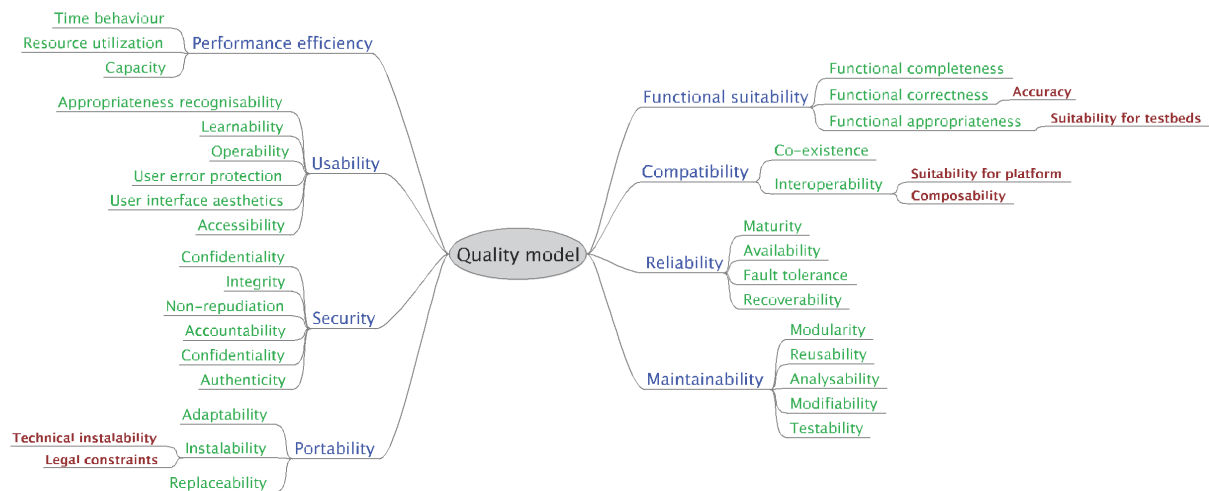 Time behaviour
Resource utilization
Capacity
Performance efficiency
Appropriateness recognisability
Learnability
Operability
User error protection
User interface aesthetics
Accessibility
Usability
Confidentiality
Integrity
Non-repudiation
Accountability
Confidentiality
Authenticity
Security
Adaptability
Technical instalability
Legal constraints
Instalability
Replaceability
Portability
Quality model
Functional suitability
Functional completeness
Functional correctness
Accuracy
Functional appropriateness
Suitability for testbeds
Compatibility
Co-existence
Interoperability
Suitability for platform
Composability
Reliability
Maturity
Availability
Fault tolerance
Recoverability
Maintainability
Modularity
Reusability
Analysability
Modifiability
Testability